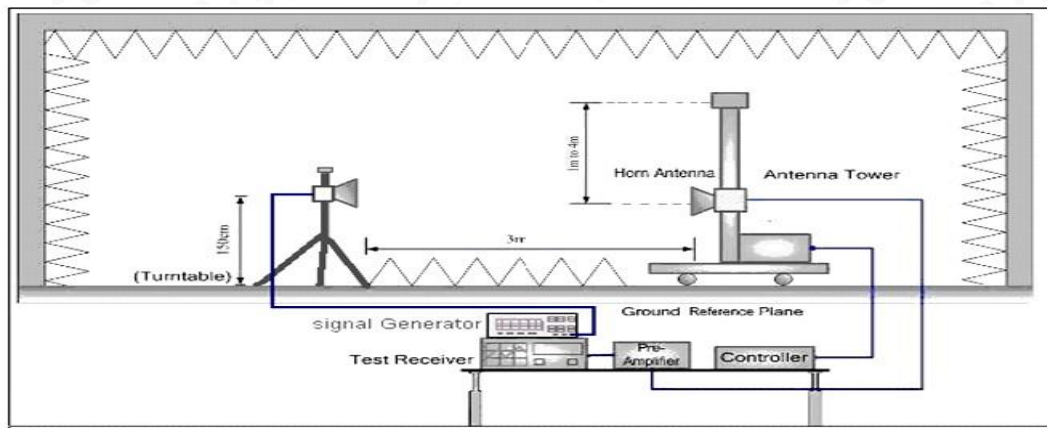 1m to 4m
Horn Antenna
Antenna Tower
150cm
3m
(Turntable)
Ground Reference Plane
signal Generator
Test Receiver
Pre-
Amplifier
Controller